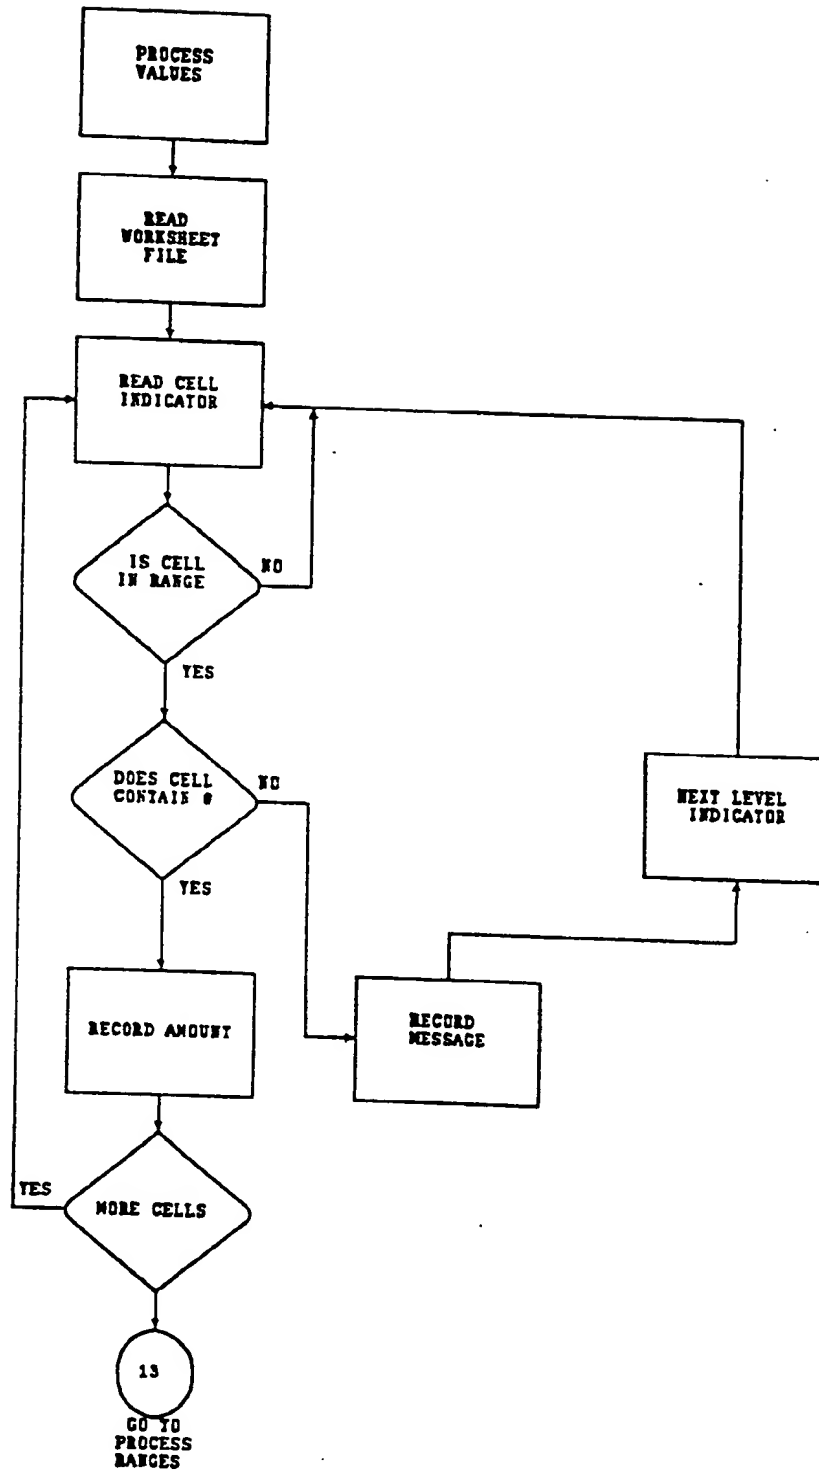 PROCESS
VALUES
READ
WORKSHEET
FILE
READ CELL
INDICATOR
IS CELL
IN RANGE
NO
YES
DOES CELL
CONTAIN #
NO
YES
NEXT LEVEL
INDICATOR
RECORD AMOUNT
RECORD
MESSAGE
YES
MORE CELLS
13
GO TO
PROCESS
RANGES